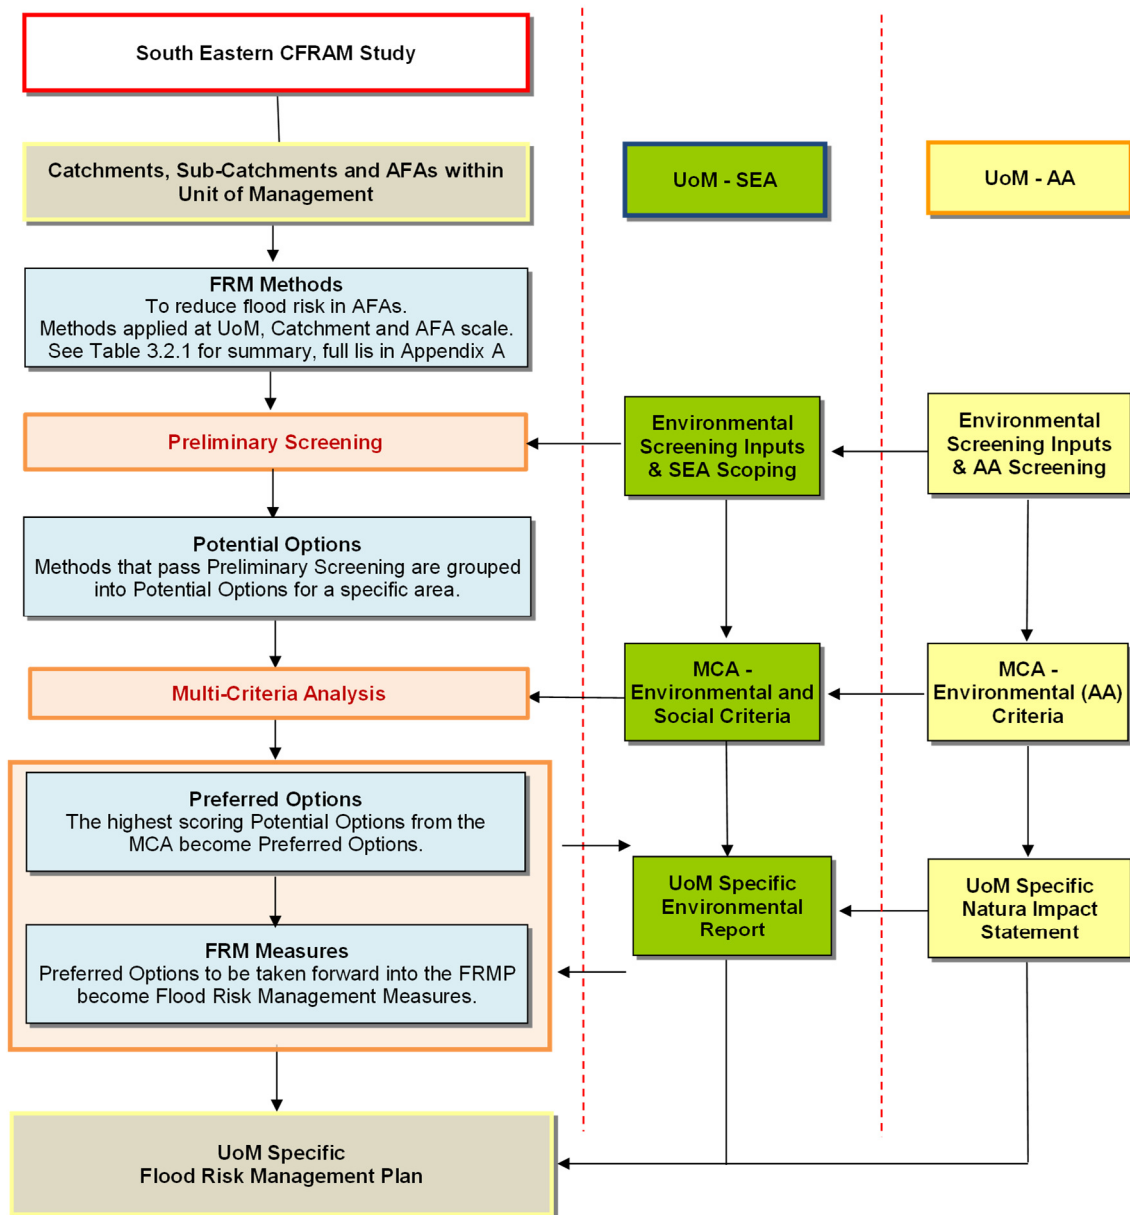 South Eastern CFRAM Study
Catchments, Sub-Catchments and AFAs within
Unit of Management
UoM - SEA
UoM - AA
FRM Methods
To reduce flood risk in AFAs.
Methods applied at UoM, Catchment and AFA scale.
See Table 3.2.1 for summary, full lis in Appendix A
Preliminary Screening
Environmental
Screening Inputs
& SEA Scoping
Environmental
Screening Inputs
& AA Screening
Potential Options
Methods that pass Preliminary Screening are grouped
into Potential Options for a specific area.
Multi-Criteria Analysis
MCA -
Environmental and
Social Criteria
MCA -
Environmental (AA)
Criteria
Preferred Options
The highest scoring Potential Options from the
MCA become Preferred Options.
UoM Specific
Environmental
Report
UoM Specific
Natura Impact
Statement
FRM Measures
Preferred Options to be taken forward into the FRMP
become Flood Risk Management Measures.
UoM Specific
Flood Risk Management Plan